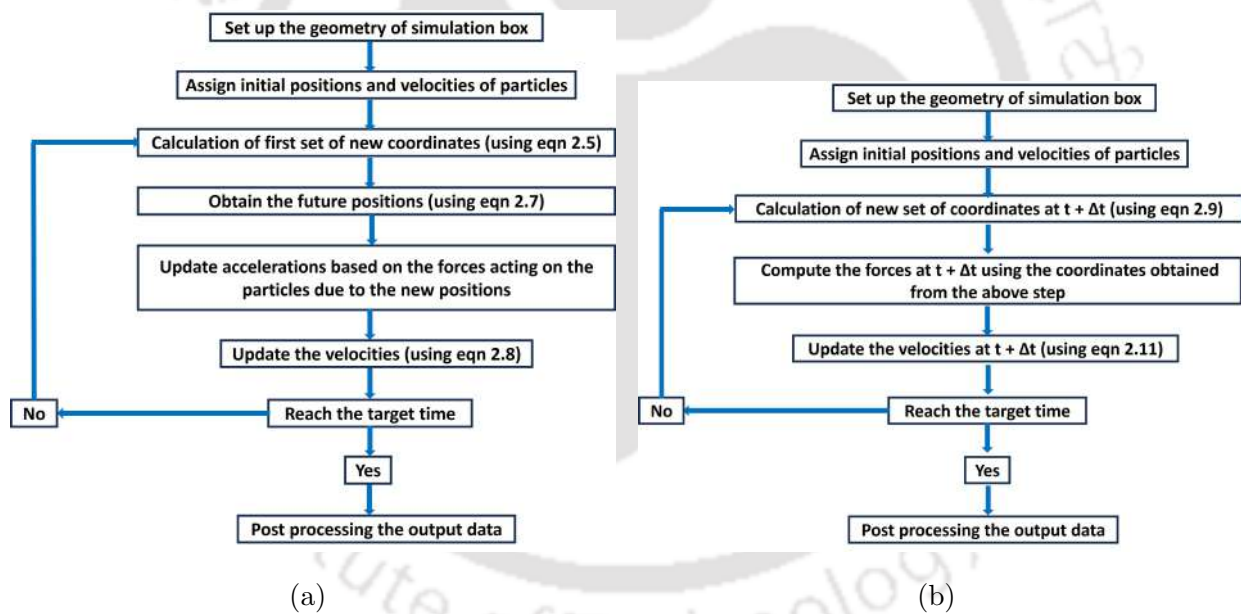 Set up the geometry of simulation box
Assign initial positions and velocities of particles
Calculation of first set of new coordinates (using eqn 2.5)
Obtain the future positions (using eqn 2.7)
Update accelerations based on the forces acting on the
particles due to the new positions
Update the velocities (using eqn 2.8)
No
Reach the target time
Yes
Post processing the output data
(a)
Set up the geometry of simulation box
Assign initial positions and velocities of particles
Calculation of new set of coordinates at t + Δt (using eqn 2.9)
Compute the forces at t + Δt using the coordinates obtained
from the above step
Update the velocities at t + Δt (using eqn 2.11)
No
Reach the target time
Yes
Post processing the output data
(b)